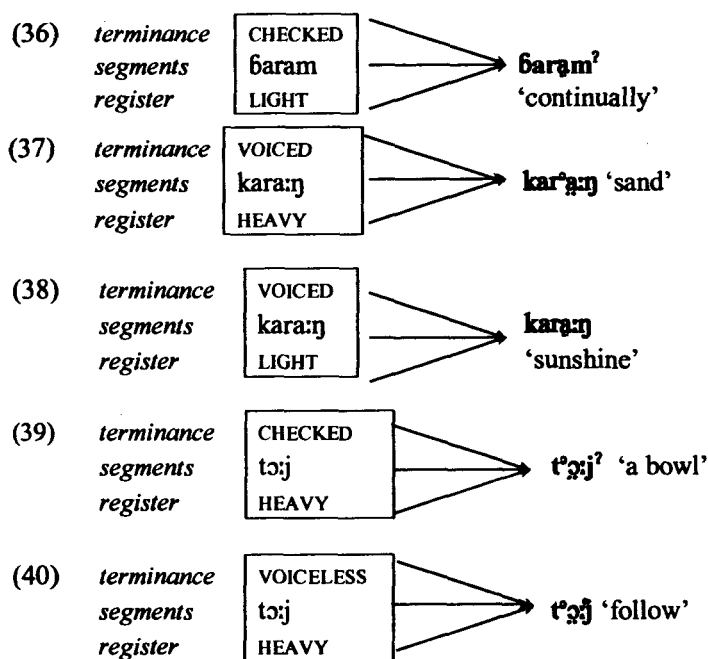 (36) terminance CHECKED
segments ɓaram ɓara̰mˀ
register LIGHT ‘continually’
(37) terminance VOICED
segments kara:ŋ karᵊa̤:ŋ ‘sand’
register HEAVY
(38) terminance VOICED
segments kara:ŋ kara̰:ŋ
register LIGHT ‘sunshine’
(39) terminance CHECKED
segments tɔ:j tᵊɔ̤:jˀ ‘a bowl’
register HEAVY
(40) terminance VOICELESS
segments tɔ:j tᵊɔ̤:j̊ ‘follow’
register HEAVY